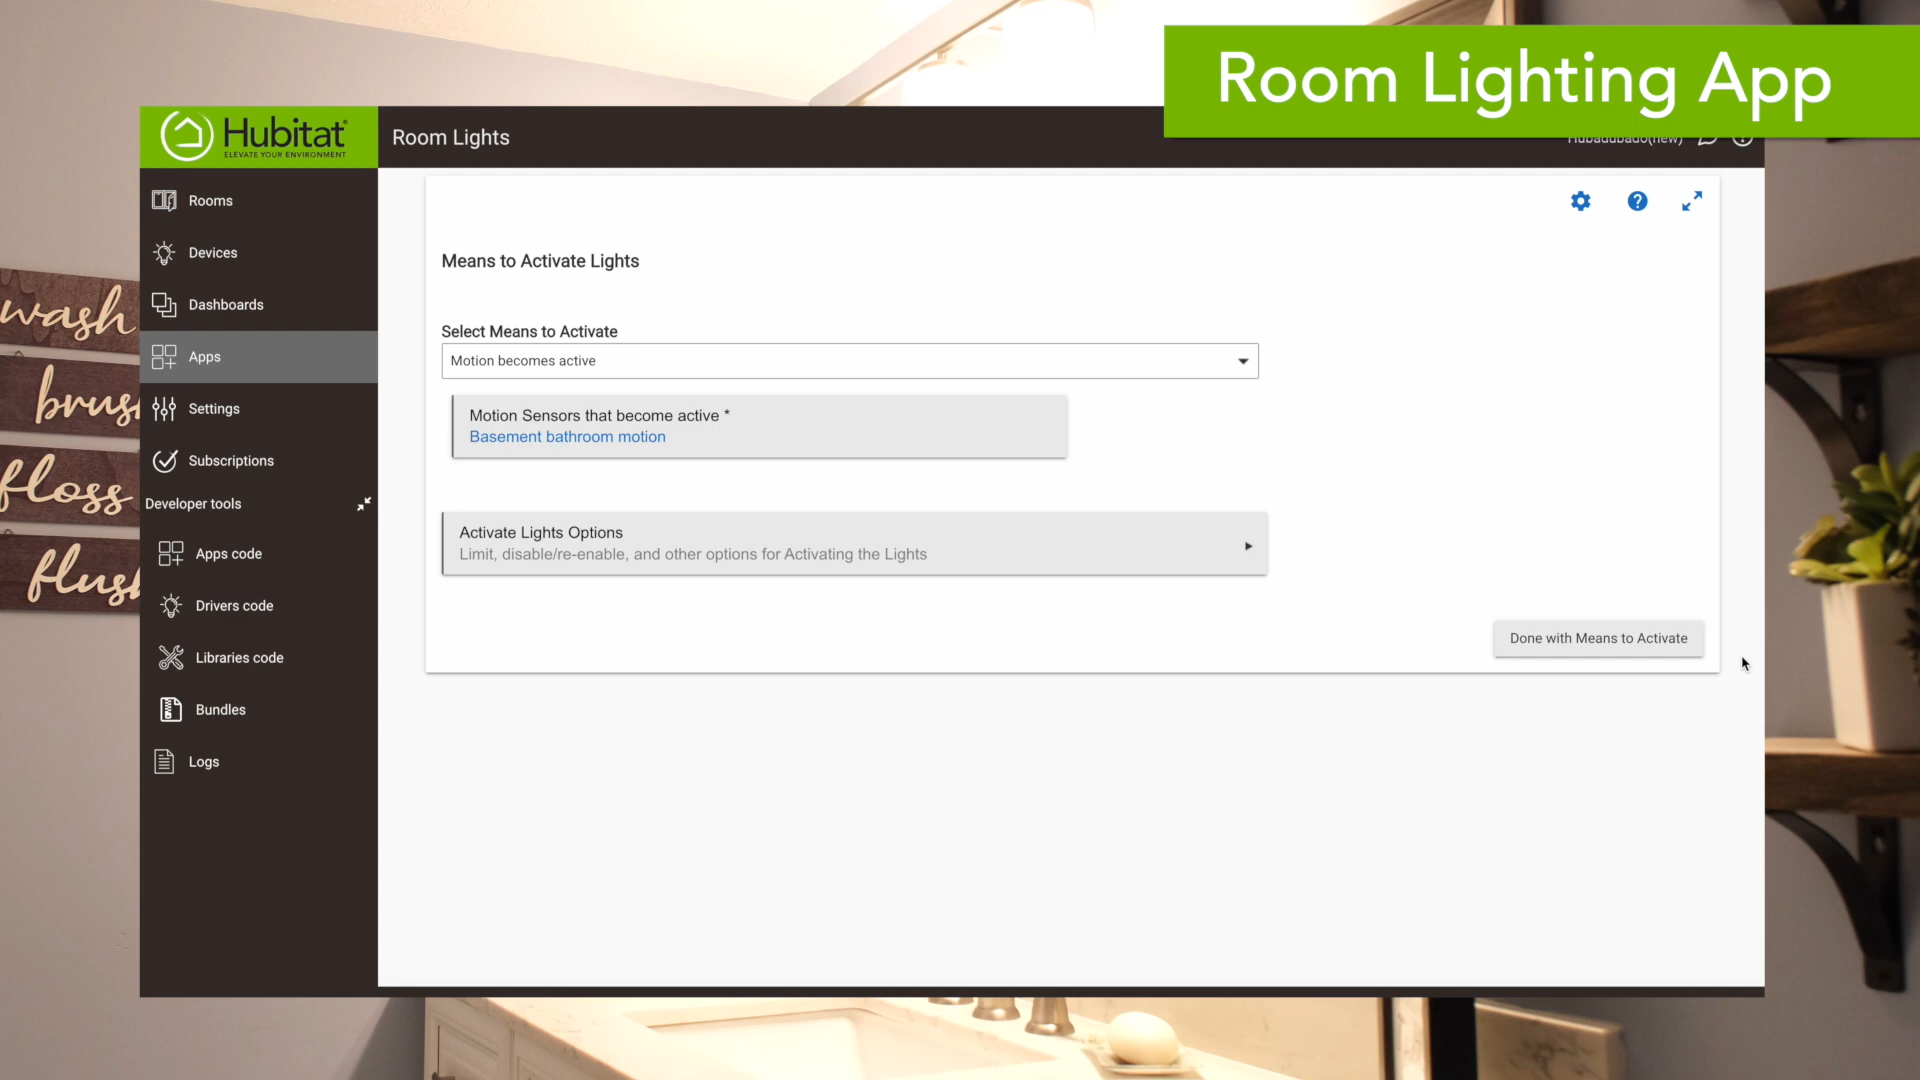 Room Lighting App
Hubitat®
ELEVATE YOUR ENVIRONMENT
Room Lights
Hubadubado(new)
Rooms
Devices
Dashboards
Apps
Settings
Subscriptions
Developer tools
Apps code
Drivers code
Libraries code
Bundles
Logs
Means to Activate Lights
Select Means to Activate
Motion becomes active
Motion Sensors that become active *
Basement bathroom motion
Activate Lights Options
Limit, disable/re-enable, and other options for Activating the Lights
Done with Means to Activate
wash
brush
floss
flush